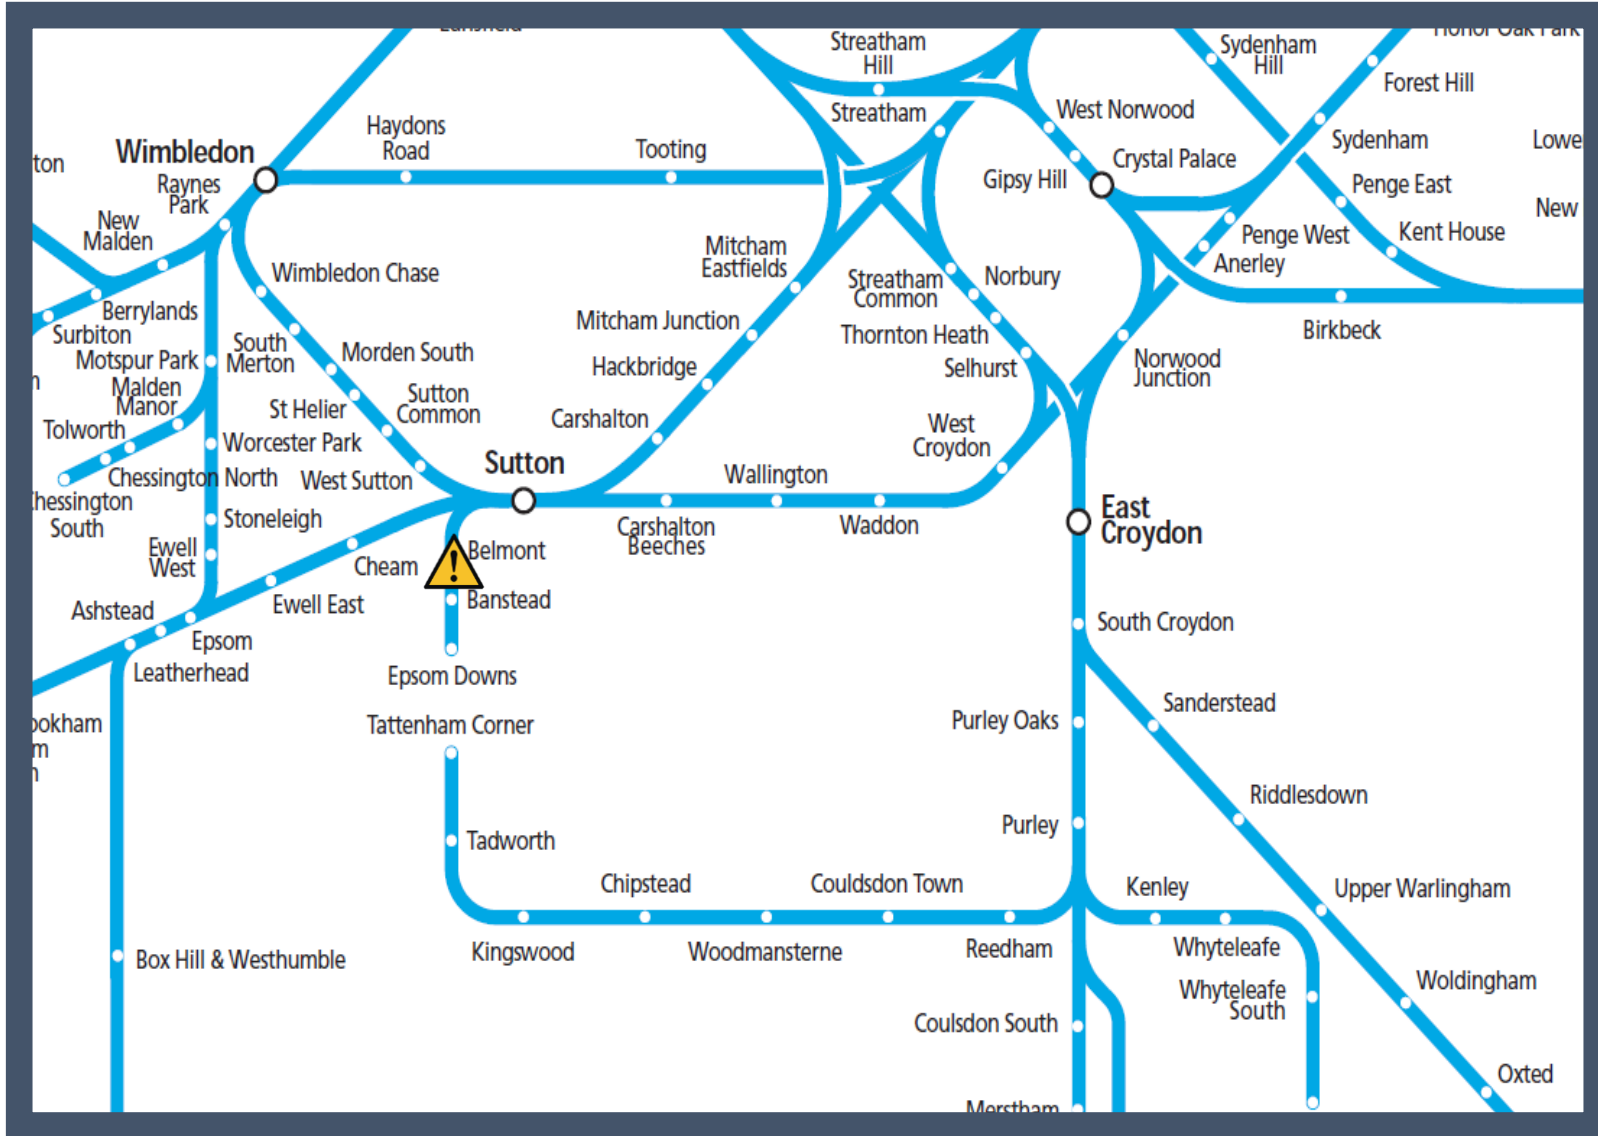 Streatham
Hill
Sydenham
Hill
Forest Hill
West Norwood
Streatham
Haydons
Road
Tooting
Sydenham
Lowe
Wimbledon
ton
Crystal Palace
Raynes
Park
Gipsy Hill
Penge East
New
New
Malden
Kent House
Penge West
Mitcham
Eastfields
Anerley
Wimbledon Chase
Streatham
Common
Norbury
Berrylands
Surbiton
Mitcham Junction
Thornton Heath
Birkbeck
South
Merton
Morden South
Motspur Park
Norwood
Junction
Hackbridge
Selhurst
Malden
Manor
Sutton
Common
St Helier
Carshalton
West
Croydon
Tolworth
Worcester Park
Sutton
Wallington
Chessington North
West Sutton
hessington
South
Stoneleigh
East
Croydon
Carshalton
Beeches
Waddon
Ewell
West
Belmont
Cheam
!
Banstead
Ashstead
Ewell East
South Croydon
Epsom
Leatherhead
Epsom Downs
Sanderstead
ookham
m
n
Tattenham Corner
Purley Oaks
Riddlesdown
Purley
Tadworth
Chipstead
Couldsdon Town
Kenley
Upper Warlingham
Kingswood
Woodmansterne
Reedham
Whyteleafe
Box Hill & Westhumble
Woldingham
Whyteleafe
South
Coulsdon South
Oxted
Merstham